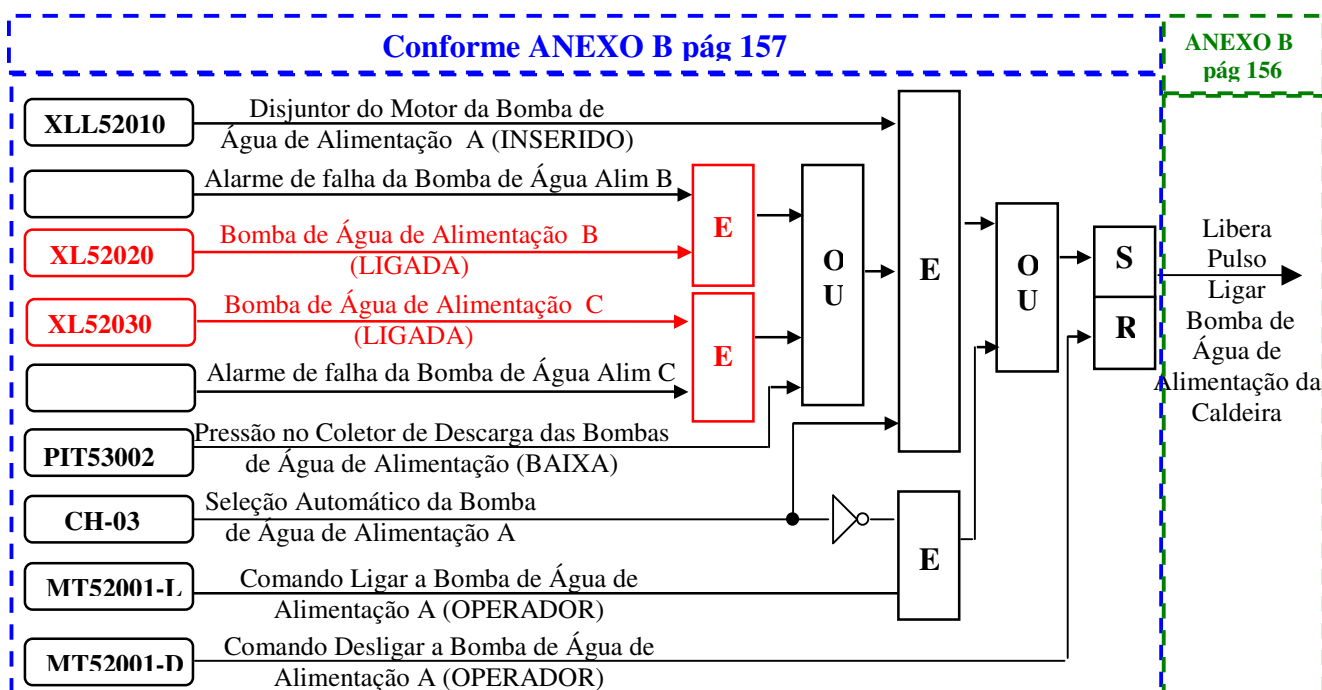 Conforme ANEXO B pág 157
ANEXO B
pág 156
XLL52010
Disjuntor do Motor da Bomba de
Água de Alimentação A (INSERIDO)
Alarme de falha da Bomba de Água Alim B
XL52020
Bomba de Água de Alimentação B
(LIGADA)
E
XL52030
Bomba de Água de Alimentação C
(LIGADA)
E
Alarme de falha da Bomba de Água Alim C
O
U
E
O
U
S
R
Libera
Pulso
Ligar
Bomba de
Água de
Alimentação da
Caldeira
PIT53002
Pressão no Coletor de Descarga das Bombas
de Água de Alimentação (BAIXA)
CH-03
Seleção Automático da Bomba
de Água de Alimentação A
E
MT52001-L
Comando Ligar a Bomba de Água de
Alimentação A (OPERADOR)
MT52001-D
Comando Desligar a Bomba de Água de
Alimentação A (OPERADOR)